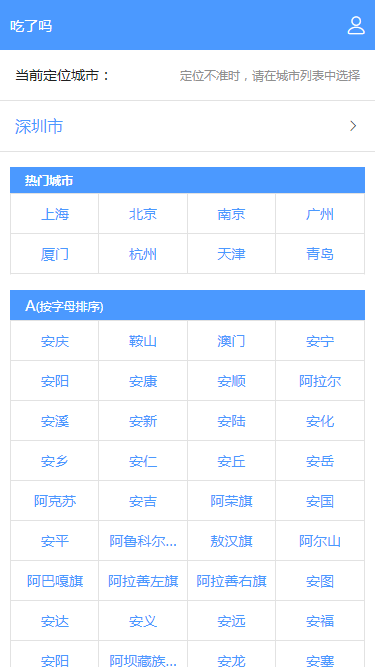 吃了吗
当前定位城市： 定位不准时，请在城市列表中选择
深圳市
热门城市
上海 北京 南京 广州
厦门 杭州 天津 青岛
A(按字母排序)
安庆 鞍山 澳门 安宁
安阳 安康 安顺 阿拉尔
安溪 安新 安陆 安化
安乡 安仁 安丘 安岳
阿克苏 安吉 阿荣旗 安国
安平 阿鲁科尔... 敖汉旗 阿尔山
阿巴嘎旗 阿拉善左旗 阿拉善右旗 安图
安达 安义 安远 安福
安阳 阿坝藏族... 安龙 安塞